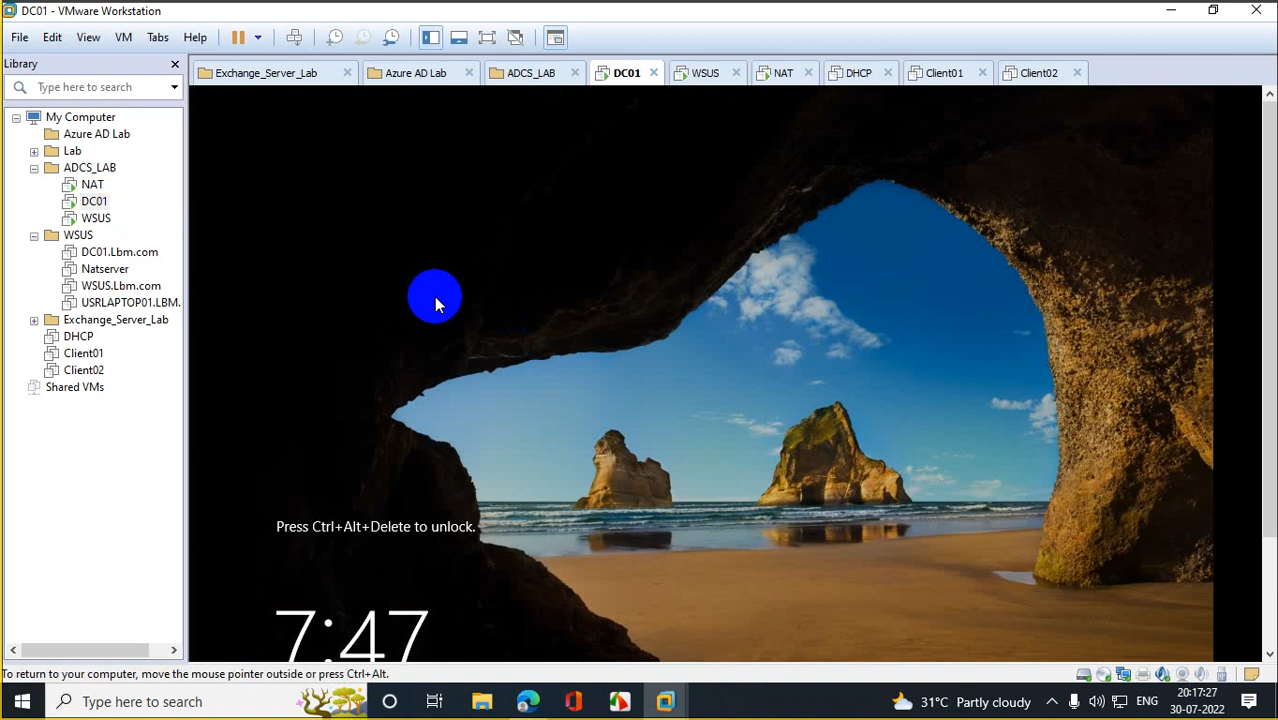 DC01 - VMware Workstation
File Edit View VM Tabs Help
Library
Type here to search
My Computer
Azure AD Lab
Lab
ADCS_LAB
NAT
DC01
WSUS
WSUS
DC01.Lbm.com
Natserver
WSUS.Lbm.com
USRLAPTOP01.LBM.
Exchange_Server_Lab
DHCP
Client01
Client02
Shared VMs
Exchange_Server_Lab Azure AD Lab ADCS_LAB DC01 WSUS NAT DHCP Client01 Client02
Press Ctrl+Alt+Delete to unlock.
7:47
To return to your computer, move the mouse pointer outside or press Ctrl+Alt.
Type here to search
31°C Partly cloudy
ENG
20:17:27
30-07-2022